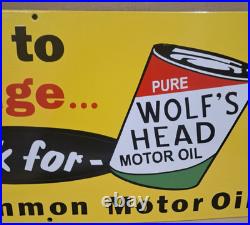 to
ge...
PURE
WOLF'S
HEAD
MOTOR OIL
k for-
mmon Motor Oil